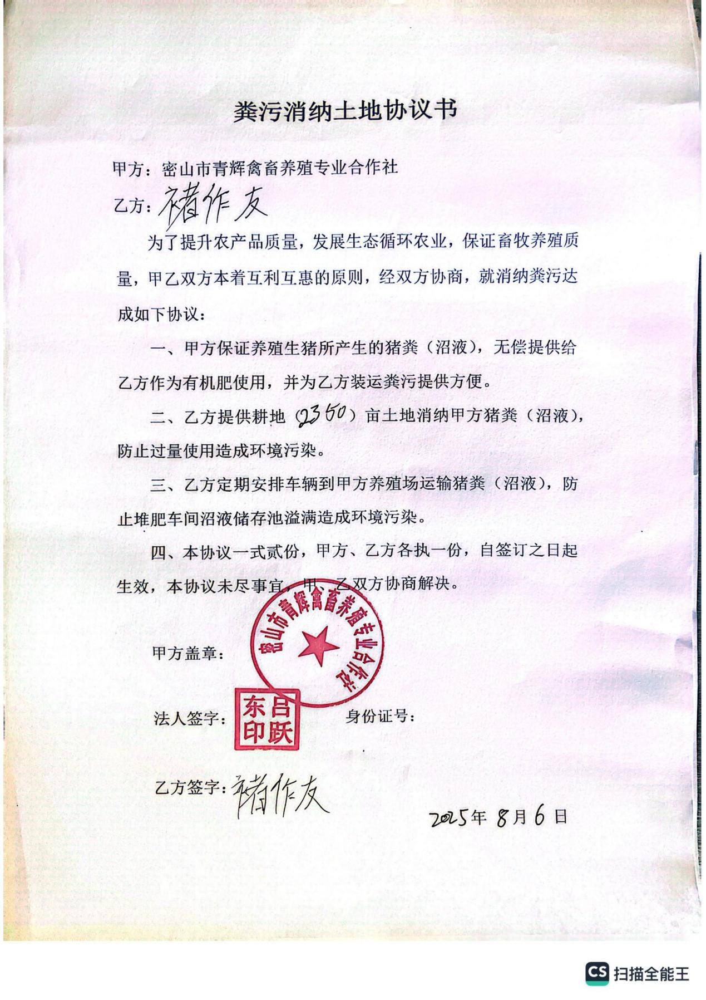 粪污消纳土地协议书
甲方：密山市青辉禽畜养殖专业合作社
乙方：褚作友
为了提升农产品质量，发展生态循环农业，保证畜牧养殖质
量，甲乙双方本着互利互惠的原则，经双方协商，就消纳粪污达
成如下协议：
一、甲方保证养殖生猪所产生的猪粪（沼液），无偿提供给
乙方作为有机肥使用，并为乙方装运粪污提供方便。
二、乙方提供耕地（2350）亩土地消纳甲方猪粪（沼液），
防止过量使用造成环境污染。
三、乙方定期安排车辆到甲方养殖场运输猪粪（沼液），防
止堆肥车间沼液储存池溢满造成环境污染。
四、本协议一式贰份，甲方、乙方各执一份，自签订之日起
生效，本协议未尽事宜，甲、乙双方协商解决。
密山市青辉禽畜养殖专业合作社
甲方盖章：
法人签字：
吕跃东印
身份证号：
乙方签字：褚作友
2025年8月6日
CS 扫描全能王